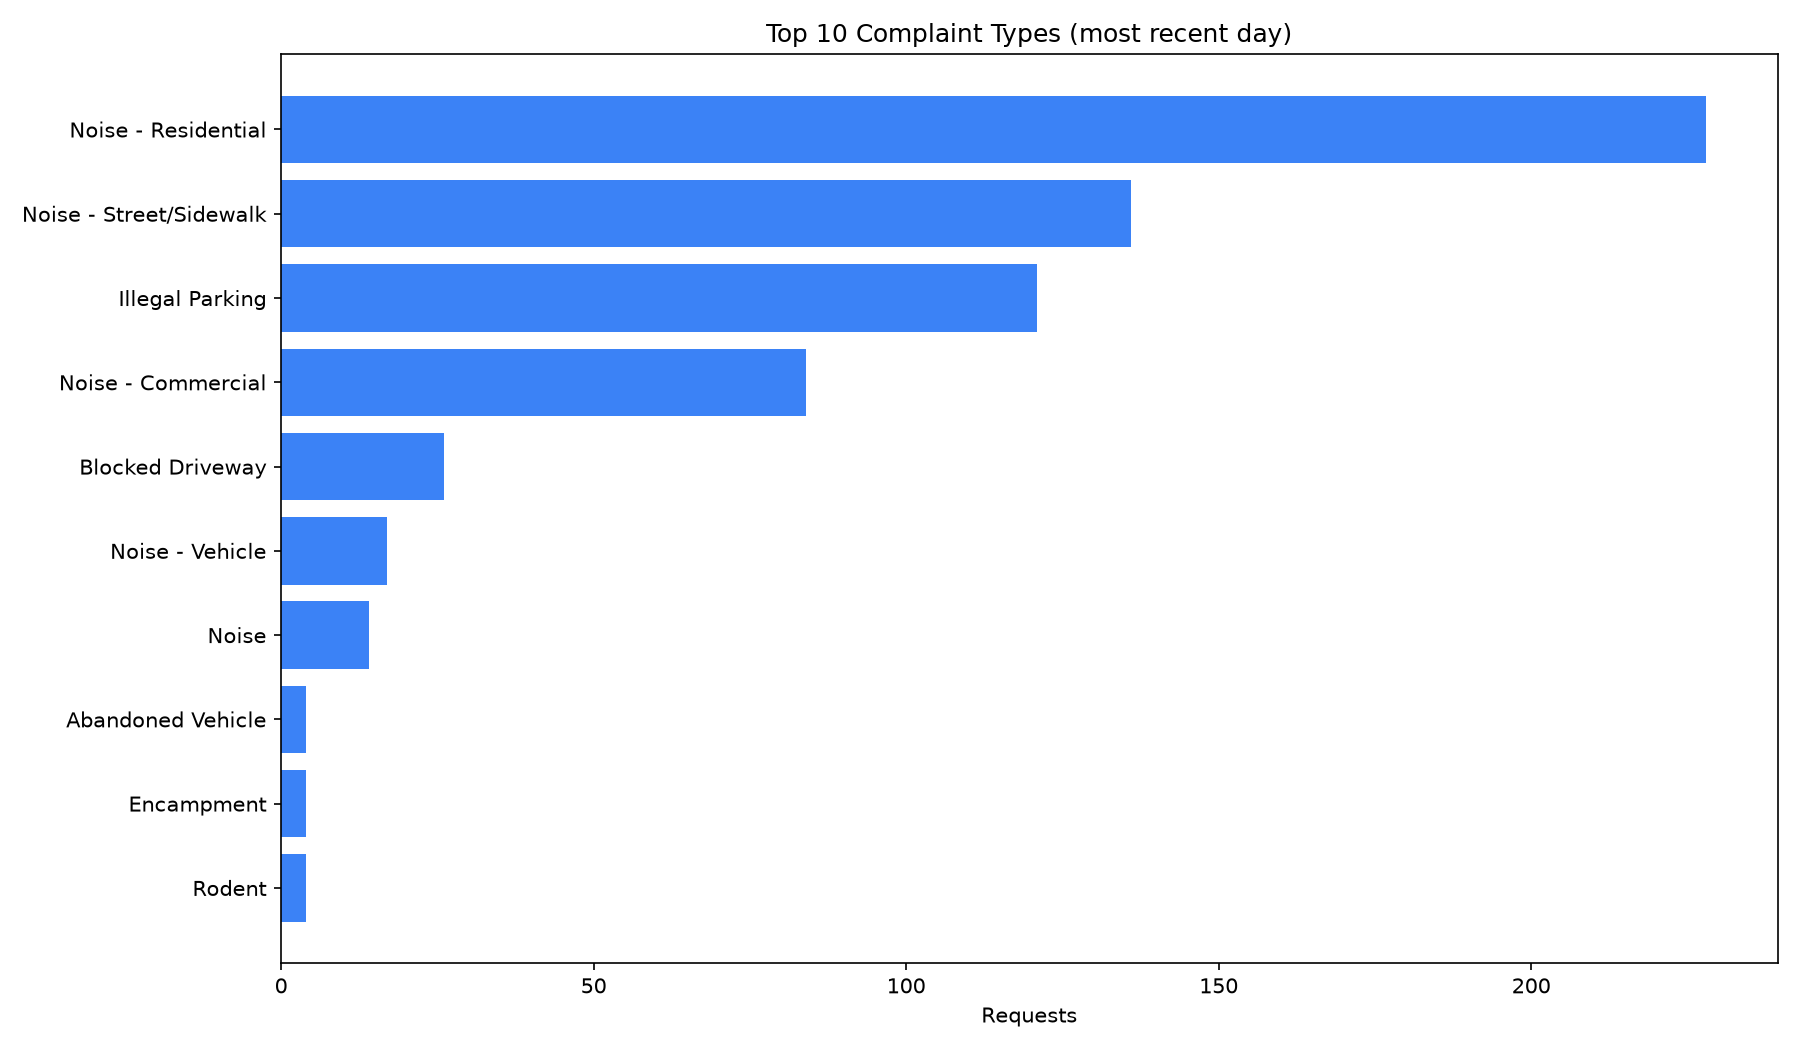 Top 10 Complaint Types (most recent day)
Noise - Residential
Noise - Street/Sidewalk
Illegal Parking
Noise - Commercial
Blocked Driveway
Noise - Vehicle
Noise
Abandoned Vehicle
Encampment
Rodent
0 50 100 150 200
Requests